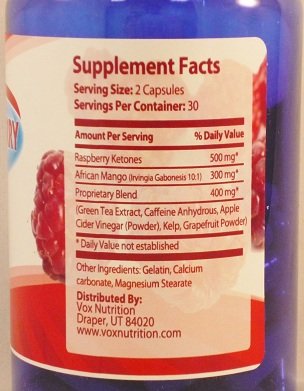 Supplement Facts
Serving Size: 2 Capsules
Servings Per Container: 30
Amount Per Serving % Daily Value
Raspberry Ketones 500 mg*
African Mango (Irvingia Gabonesis 10:1) 300 mg*
Proprietary Blend 400 mg*
(Green Tea Extract, Caffeine Anhydrous, Apple
Cider Vinegar (Powder), Kelp, Grapefruit Powder)
* Daily Value not established
Other Ingredients: Gelatin, Calcium
carbonate, Magnesium Stearate
Distributed By:
Vox Nutrition
Draper, UT 84020
www.voxnutrition.com